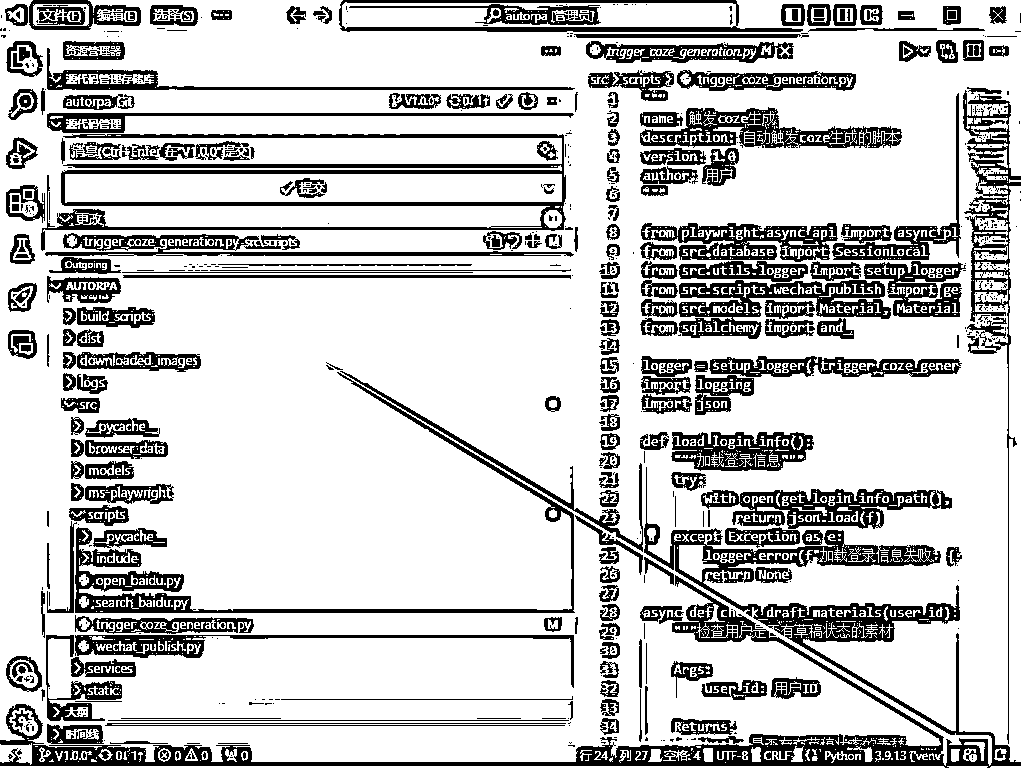 文件(F) 编辑(E) 选择(S) ···
autorpa [管理员]
资源管理器
源代码管理存储库
autorpa Git V1.0.0* 0↓ 1↑
源代码管理
消息(Ctrl+Enter 在"V1.0.0"提交)
提交
更改
trigger_coze_generation.py src\scripts M
Outgoing
AUTORPA
build_scripts
dist
downloaded_images
logs
src
__pycache__
browser_data
models
ms-playwright
scripts
__pycache__
include
open_baidu.py
search_baidu.py
trigger_coze_generation.py M
wechat_publish.py
services
static
大纲
时间线
trigger_coze_generation.py M
src > scripts > trigger_coze_generation.py
1 """
2 name: 触发coze生成
3 description: 自动触发coze生成的脚本
4 version: 1.0
5 author: 用户
6 """
7
8 from playwright.async_api import async_pl
9 from src.database import SessionLocal
10 from src.utils.logger import setup_logger
11 from src.scripts.wechat_publish import ge
12 from src.models import Material, Material
13 from sqlalchemy import and_
14
15 logger = setup_logger("trigger_coze_gener
16 import logging
17 import json
18
19 def load_login_info():
20 """加载登录信息"""
21 try:
22 with open(get_login_info_path(),
23 return json.load(f)
24 except Exception as e:
25 logger.error(f"加载登录信息失败: {
26 return None
27
28 async def check_draft_materials(user_id):
29 """检查用户是否有草稿状态的素材
30
31 Args:
32 user_id: 用户ID
33
34 Returns:
V1.0.0* 0↓ 1↑ 0 0 0
行 24, 列 27 空格: 4 UTF-8 CRLF {} Python 3.9.13 ('venv'